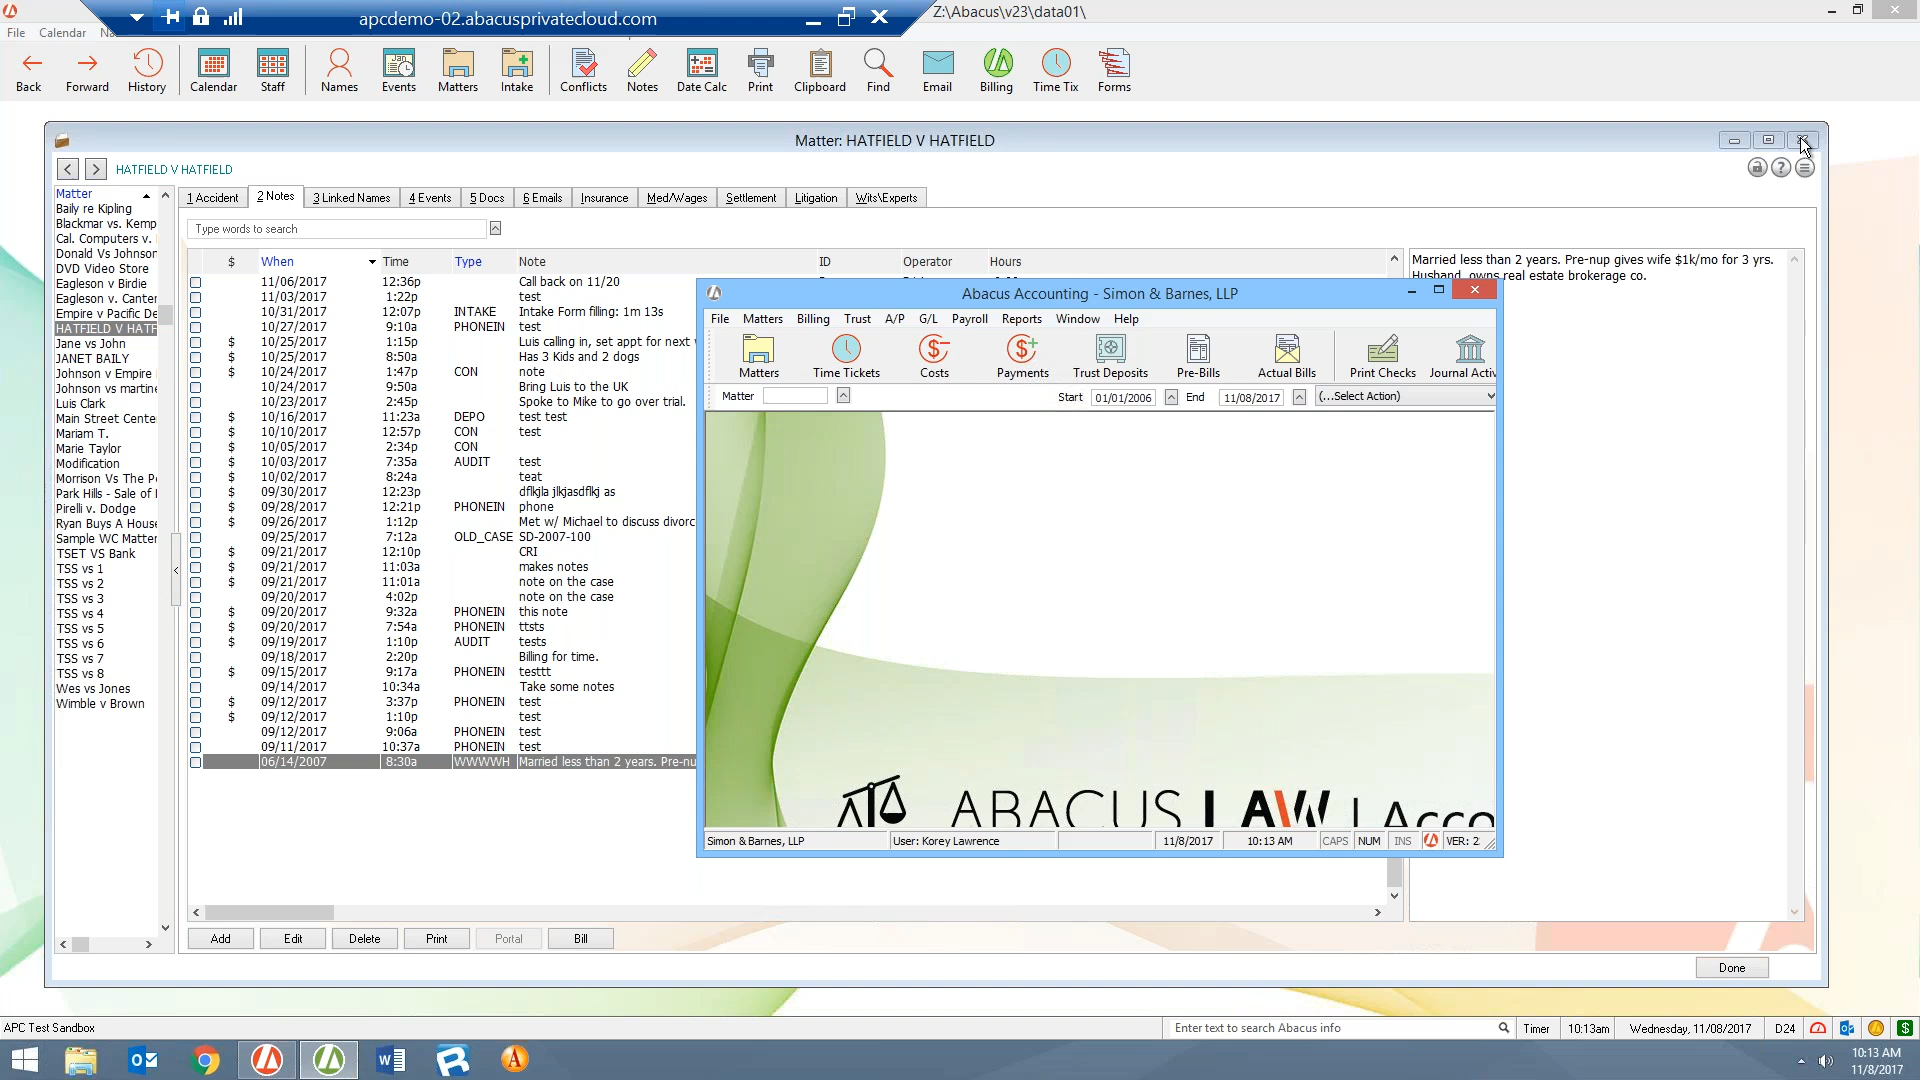 apcdemo-02.abacusprivatecloud.com
Z:\Abacus\v23\data01\
File Calendar
Back Forward History Calendar Staff Names Events Matters Intake Conflicts Notes Date Calc Print Clipboard Find Email Billing Time Tix Forms
Matter: HATFIELD V HATFIELD
HATFIELD V HATFIELD
Matter
Baily re Kipling
Blackmar vs. Kemp
Cal. Computers v.
Donald Vs Johnson
DVD Video Store
Eagleson v Birdie
Eagleson v. Canter
Empire v Pacific De
HATFIELD V HATF
Jane vs John
JANET BAILY
Johnson v Empire
Johnson vs martine
Luis Clark
Main Street Cente
Mariam T.
Marie Taylor
Modification
Morrison Vs The P
Park Hills - Sale of
Pirelli v. Dodge
Ryan Buys A House
Sample WC Matter
TSET VS Bank
TSS vs 1
TSS vs 2
TSS vs 3
TSS vs 4
TSS vs 5
TSS vs 6
TSS vs 7
TSS vs 8
Wes vs Jones
Wimble v Brown
1 Accident 2 Notes 3 Linked Names 4 Events 5 Docs 6 Emails Insurance Med/Wages Settlement Litigation Wits\Experts
Type words to search
$ When Time Type Note ID Operator Hours
11/06/2017 12:36p Call back on 11/20
11/03/2017 1:22p test
10/31/2017 12:07p INTAKE Intake Form filling: 1m 13s
10/27/2017 9:10a PHONEIN test
$ 10/25/2017 1:15p Luis calling in, set appt for next
$ 10/25/2017 8:50a Has 3 Kids and 2 dogs
$ 10/24/2017 1:47p CON note
10/24/2017 9:50a Bring Luis to the UK
10/23/2017 2:45p Spoke to Mike to go over trial.
$ 10/16/2017 11:23a DEPO test test
$ 10/10/2017 12:57p CON test
$ 10/05/2017 2:34p CON
$ 10/03/2017 7:35a AUDIT test
$ 10/02/2017 8:24a teat
$ 09/30/2017 12:23p dflkjla jlkjasdflkj as
$ 09/28/2017 12:21p PHONEIN phone
$ 09/26/2017 1:12p Met w/ Michael to discuss divorc
09/25/2017 7:12a OLD_CASE SD-2007-100
$ 09/21/2017 12:10p CRI
$ 09/21/2017 11:03a makes notes
$ 09/21/2017 11:01a note on the case
09/20/2017 4:02p note on the case
$ 09/20/2017 9:32a PHONEIN this note
$ 09/20/2017 7:54a PHONEIN ttsts
$ 09/19/2017 1:10p AUDIT tests
09/18/2017 2:20p Billing for time.
$ 09/15/2017 9:17a PHONEIN testtt
09/14/2017 10:34a Take some notes
$ 09/12/2017 3:37p PHONEIN test
$ 09/12/2017 1:10p test
09/12/2017 9:06a PHONEIN test
09/11/2017 10:37a PHONEIN test
06/14/2007 8:30a WWWWH Married less than 2 years. Pre-nu
Married less than 2 years. Pre-nup gives wife $1k/mo for 3 yrs.
Husband owns real estate brokerage co.
Abacus Accounting - Simon & Barnes, LLP
File Matters Billing Trust A/P G/L Payroll Reports Window Help
Matters Time Tickets Costs Payments Trust Deposits Pre-Bills Actual Bills Print Checks Journal Activ
Matter Start 01/01/2006 End 11/08/2017 (...Select Action)
ABACUS LAW | Acco
Simon & Barnes, LLP User: Korey Lawrence 11/8/2017 10:13 AM CAPS NUM INS VER: 2
Add Edit Delete Print Portal Bill
Done
APC Test Sandbox Enter text to search Abacus info Timer 10:13am Wednesday, 11/08/2017 D24
10:13 AM
11/8/2017